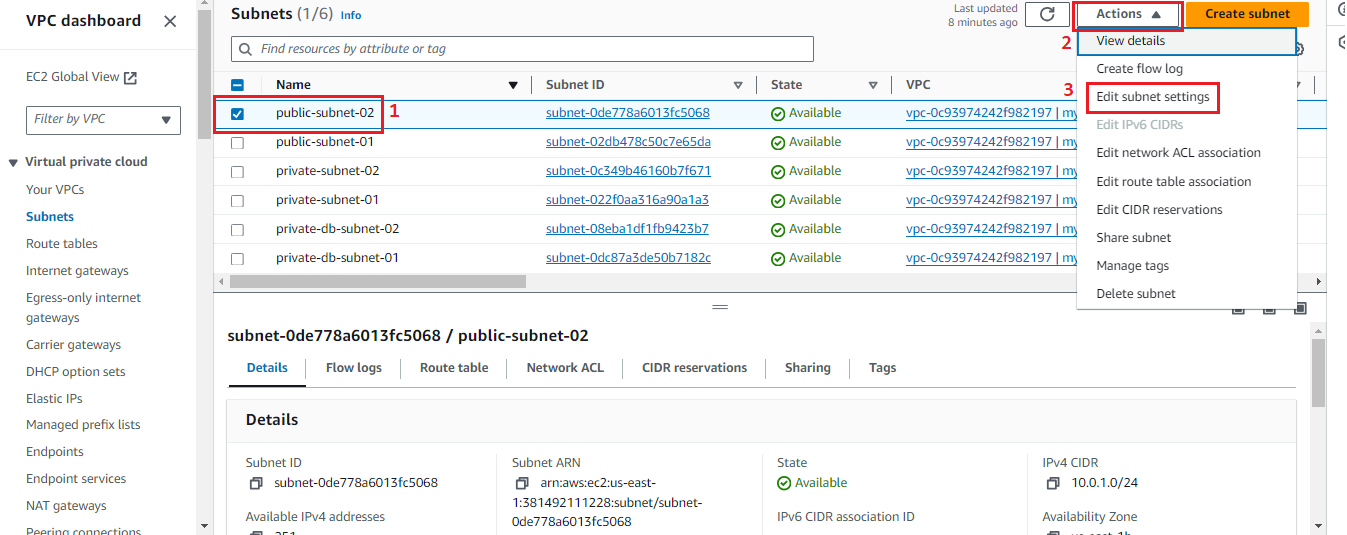 VPC dashboard
EC2 Global View
Filter by VPC
Virtual private cloud
Your VPCs
Subnets
Route tables
Internet gateways
Egress-only internet
gateways
Carrier gateways
DHCP option sets
Elastic IPs
Managed prefix lists
Endpoints
Endpoint services
NAT gateways
Peering connections
Subnets (1/6) Info
Last updated
8 minutes ago
Actions
Create subnet
Find resources by attribute or tag
2
View details
Create flow log
3
Edit subnet settings
Edit IPv6 CIDRs
Edit network ACL association
Edit route table association
Edit CIDR reservations
Share subnet
Manage tags
Delete subnet
Name Subnet ID State VPC
public-subnet-02 1 subnet-0de778a6013fc5068 Available vpc-0c93974242f982197 | my
public-subnet-01 subnet-02db478c50c7e65da Available vpc-0c93974242f982197 | my
private-subnet-02 subnet-0c349b46160b7f671 Available vpc-0c93974242f982197 | my
private-subnet-01 subnet-022f0aa316a90a1a3 Available vpc-0c93974242f982197 | my
private-db-subnet-02 subnet-08eba1df1fb9423b7 Available vpc-0c93974242f982197 | my
private-db-subnet-01 subnet-0dc87a3de50b7182c Available vpc-0c93974242f982197 | my
subnet-0de778a6013fc5068 / public-subnet-02
Details Flow logs Route table Network ACL CIDR reservations Sharing Tags
Details
Subnet ID
subnet-0de778a6013fc5068
Available IPv4 addresses
Subnet ARN
arn:aws:ec2:us-east-
1:381492111228:subnet/subnet-
0de778a6013fc5068
State
Available
IPv6 CIDR association ID
IPv4 CIDR
10.0.1.0/24
Availability Zone